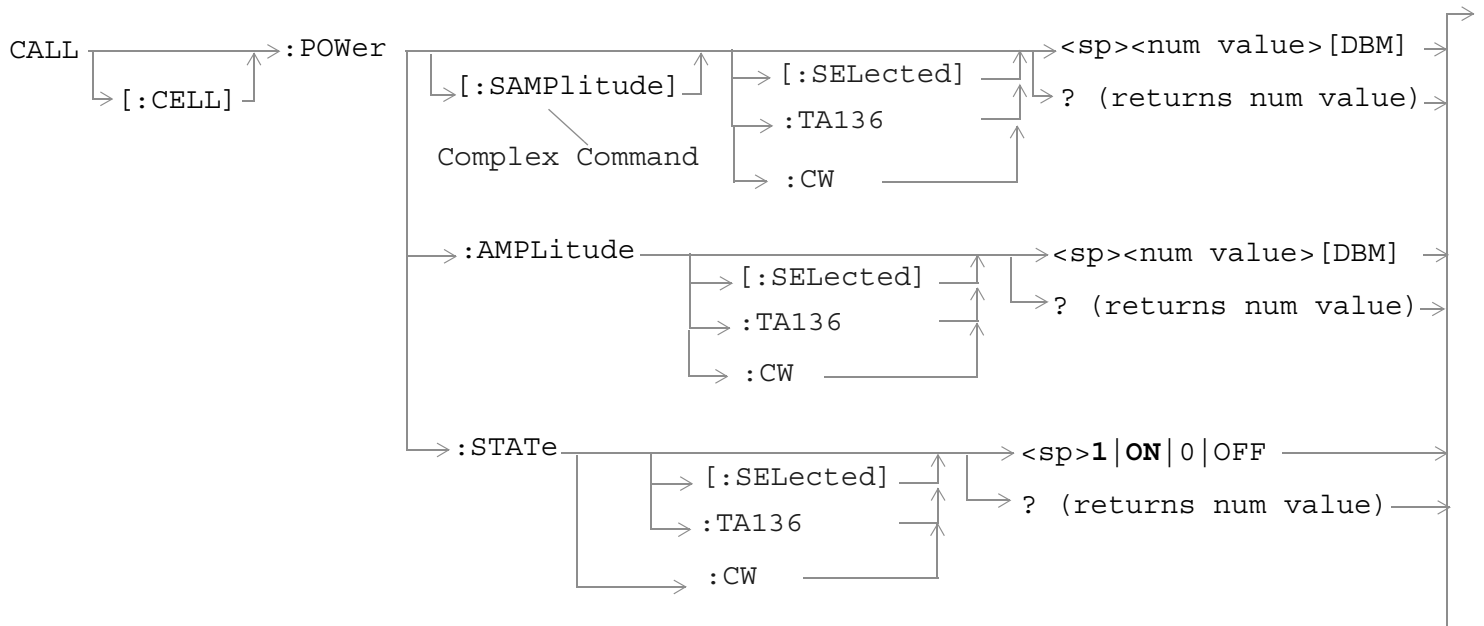 CALL :POWer <sp><num value>[DBM]
[:CELL] [:SAMPlitude] [:SELected] ? (returns num value)
:TA136
Complex Command
:CW
:AMPLitude <sp><num value>[DBM]
[:SELected] ? (returns num value)
:TA136
:CW
:STATe <sp>1|ON|0|OFF
[:SELected] ? (returns num value)
:TA136
:CW